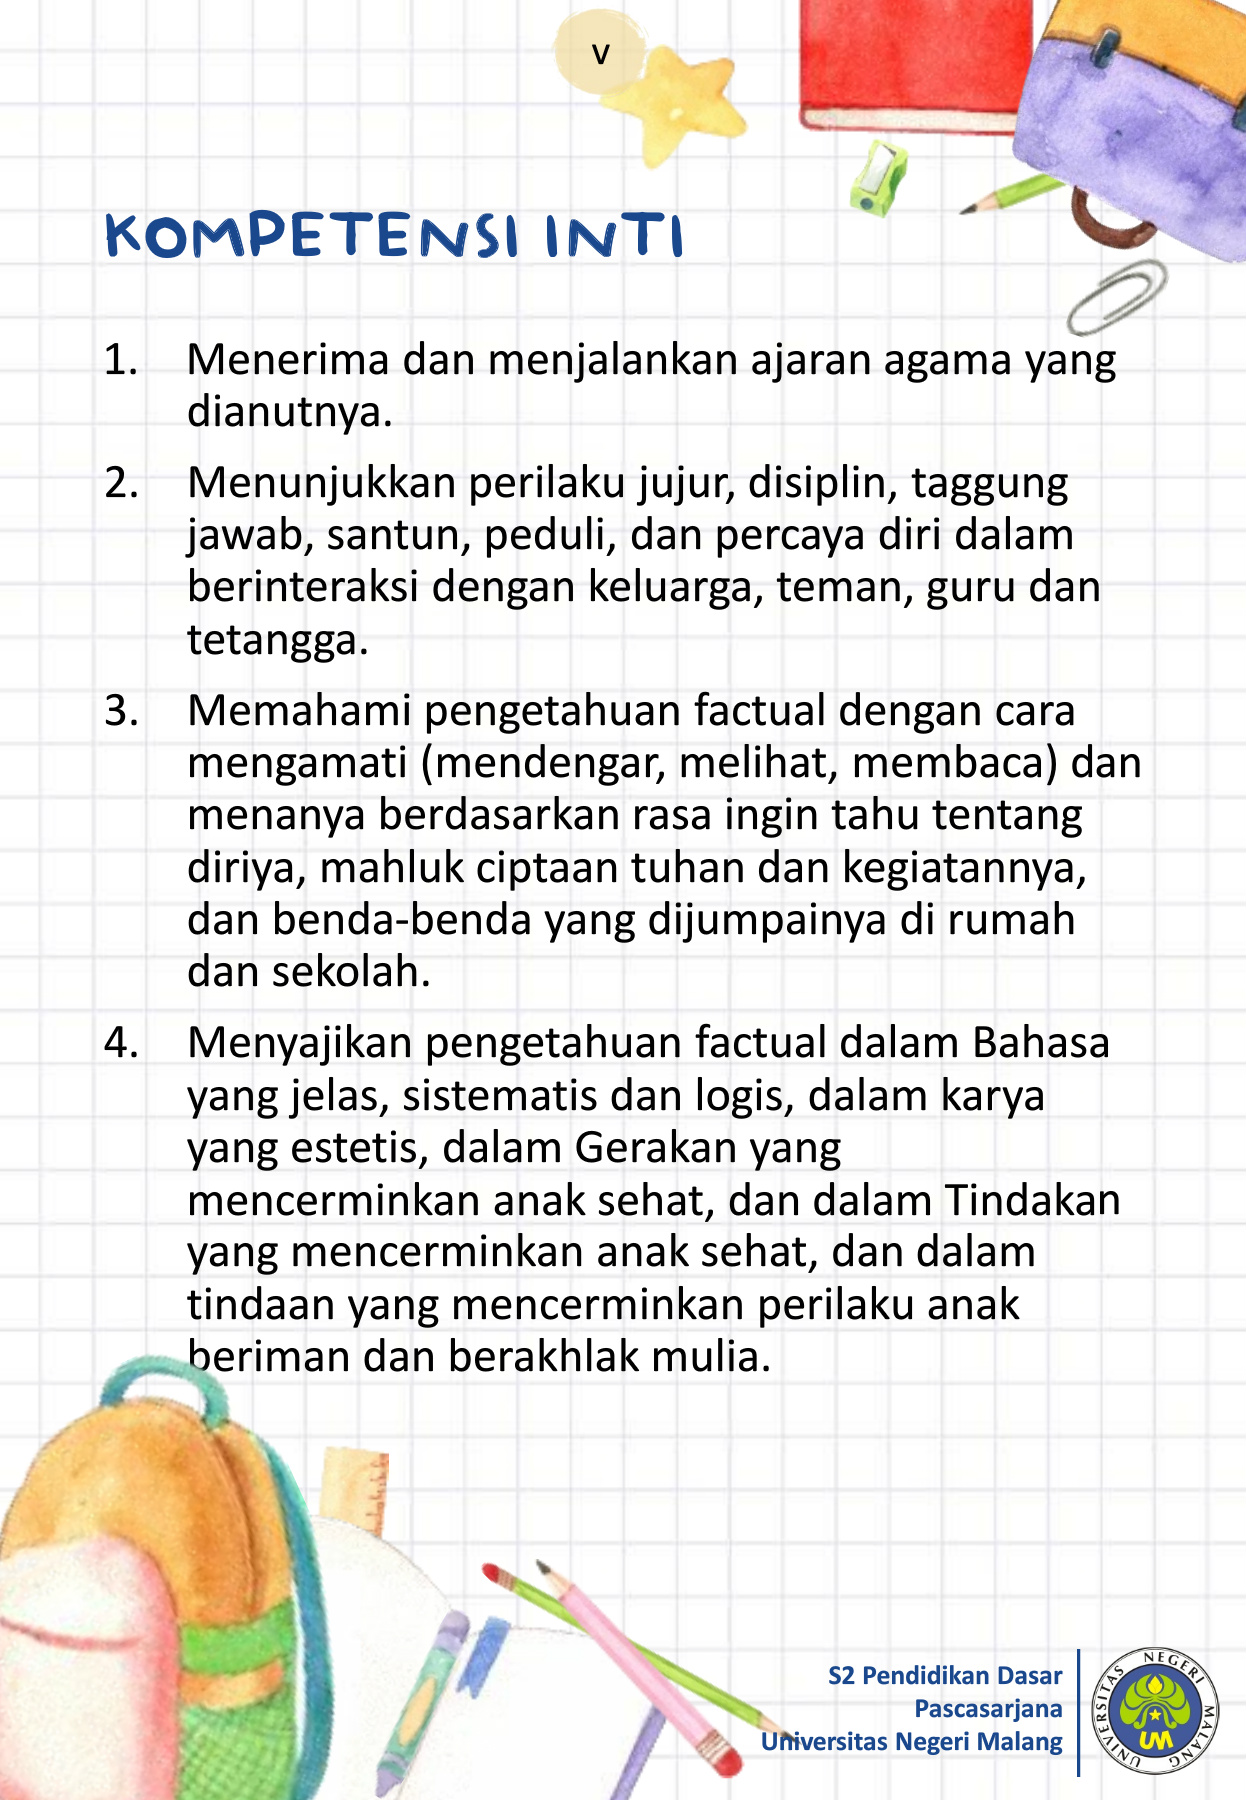 v
KOMPETENSI INTI
1. Menerima dan menjalankan ajaran agama yang
dianutnya.
2. Menunjukkan perilaku jujur, disiplin, taggung
jawab, santun, peduli, dan percaya diri dalam
berinteraksi dengan keluarga, teman, guru dan
tetangga.
3. Memahami pengetahuan factual dengan cara
mengamati (mendengar, melihat, membaca) dan
menanya berdasarkan rasa ingin tahu tentang
diriya, mahluk ciptaan tuhan dan kegiatannya,
dan benda-benda yang dijumpainya di rumah
dan sekolah.
4. Menyajikan pengetahuan factual dalam Bahasa
yang jelas, sistematis dan logis, dalam karya
yang estetis, dalam Gerakan yang
mencerminkan anak sehat, dan dalam Tindakan
yang mencerminkan anak sehat, dan dalam
tindaan yang mencerminkan perilaku anak
beriman dan berakhlak mulia.
S2 Pendidikan Dasar
Pascasarjana
Universitas Negeri Malang
UNIVERSITAS NEGERI MALANG
UM